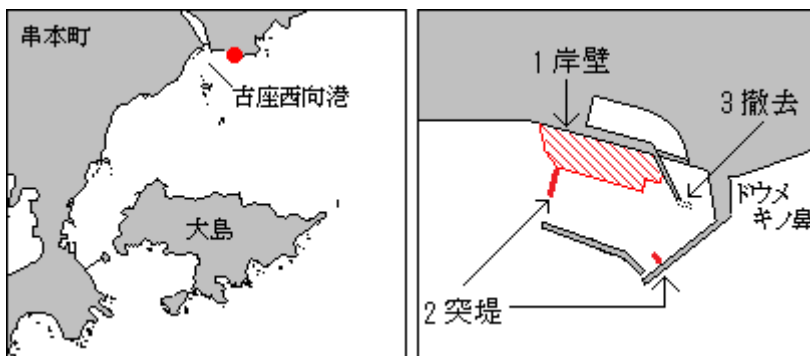 串本町
古座西向港
大島
1岸壁
3撤去
ドウメ
キノ鼻
2突堤